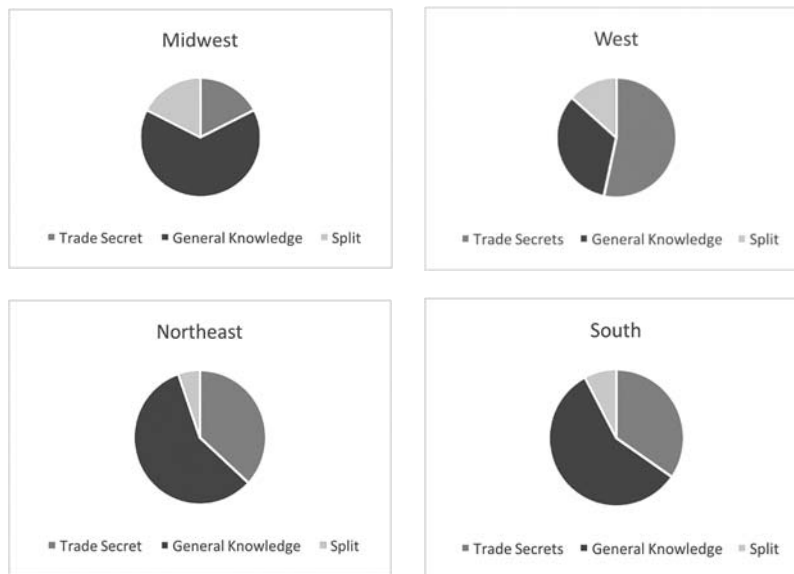 Midwest
Trade Secret General Knowledge Split
West
Trade Secrets General Knowledge Split
Northeast
Trade Secret General Knowledge Split
South
Trade Secrets General Knowledge Split